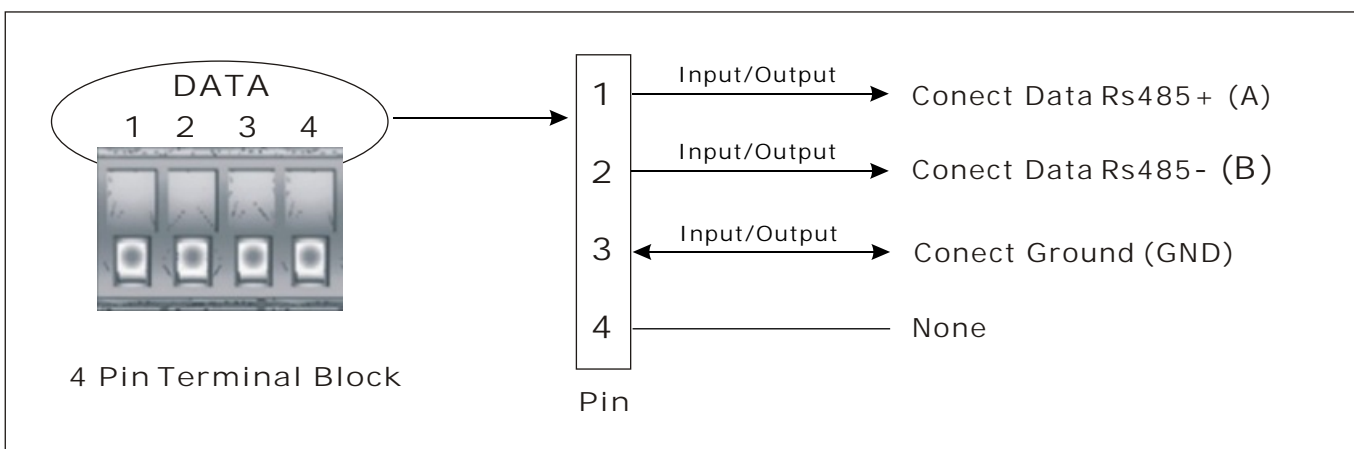 DATA
1 2 3 4
4 Pin Terminal Block
1 Input/Output Conect Data Rs485+ (A)
2 Input/Output Conect Data Rs485- (B)
3 Input/Output Conect Ground (GND)
4 None
Pin